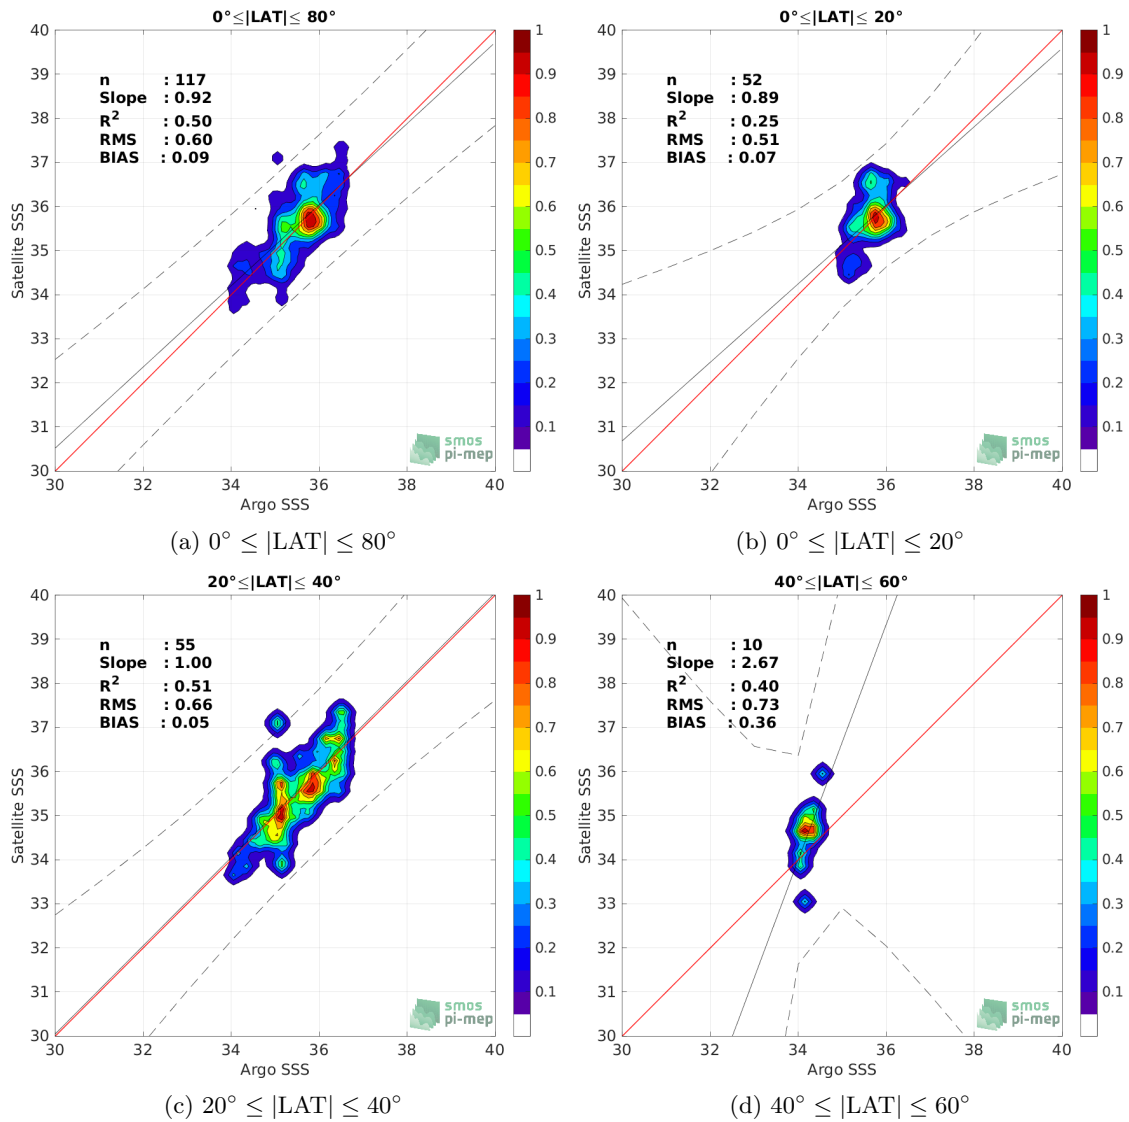 0°≤|LAT|≤ 80°
n : 117
Slope : 0.92
R² : 0.50
RMS : 0.60
BIAS : 0.09
40
39
38
37
36
35
34
33
32
31
30
Satellite SSS
30 32 34 36 38 40
Argo SSS
1
0.9
0.8
0.7
0.6
0.5
0.4
0.3
0.2
0.1
smos
pi-mep
(a) 0° ≤ |LAT| ≤ 80°
0°≤|LAT|≤ 20°
n : 52
Slope : 0.89
R² : 0.25
RMS : 0.51
BIAS : 0.07
40
39
38
37
36
35
34
33
32
31
30
Satellite SSS
30 32 34 36 38 40
Argo SSS
1
0.9
0.8
0.7
0.6
0.5
0.4
0.3
0.2
0.1
smos
pi-mep
(b) 0° ≤ |LAT| ≤ 20°
20°≤|LAT|≤ 40°
n : 55
Slope : 1.00
R² : 0.51
RMS : 0.66
BIAS : 0.05
40
39
38
37
36
35
34
33
32
31
30
Satellite SSS
30 32 34 36 38 40
Argo SSS
1
0.9
0.8
0.7
0.6
0.5
0.4
0.3
0.2
0.1
smos
pi-mep
(c) 20° ≤ |LAT| ≤ 40°
40°≤|LAT|≤ 60°
n : 10
Slope : 2.67
R² : 0.40
RMS : 0.73
BIAS : 0.36
40
39
38
37
36
35
34
33
32
31
30
Satellite SSS
30 32 34 36 38 40
Argo SSS
1
0.9
0.8
0.7
0.6
0.5
0.4
0.3
0.2
0.1
smos
pi-mep
(d) 40° ≤ |LAT| ≤ 60°